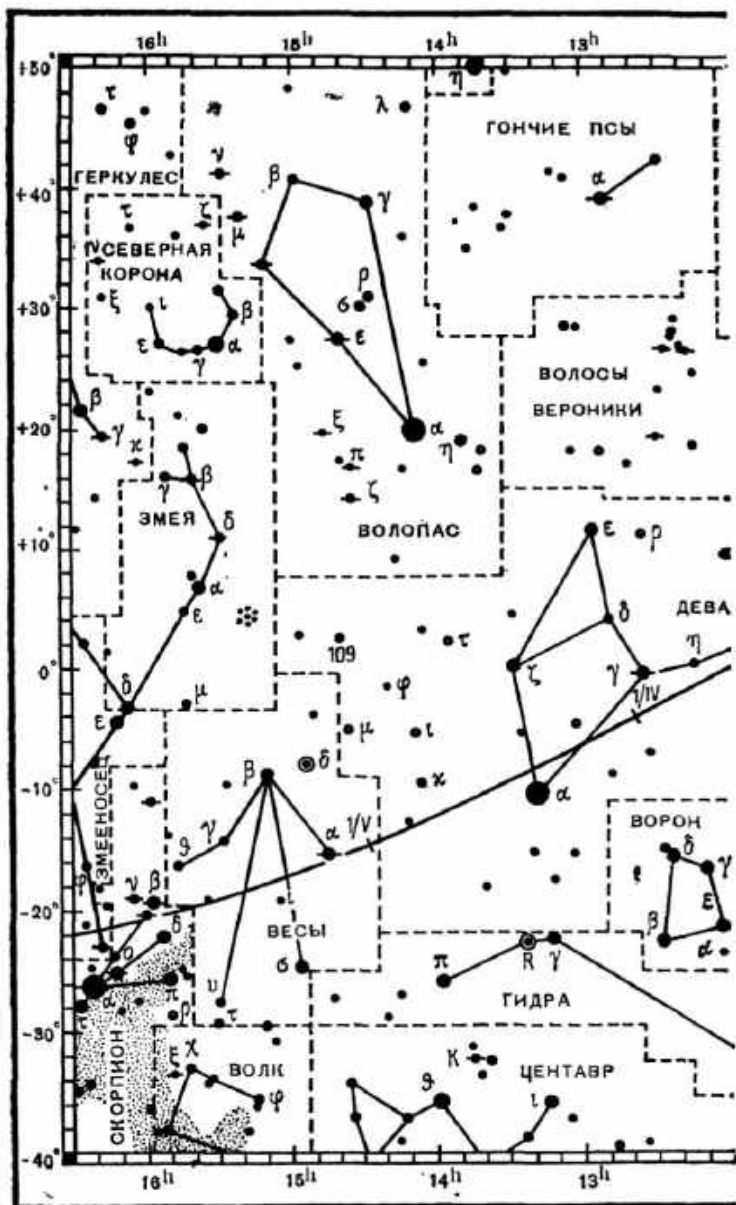 16h 15h 14h 13h
+50°
η
τ
λ
φ
ГОНЧИЕ ПСЫ
ν
ГЕРКУЛЕС
β
γ
α
+40°
τ
ζ
μ
ν
СЕВЕРНАЯ
КОРОНА
ρ
σ
ξ
ι
β
+30°
ε
γ
α
ε
ВОЛОСЫ
ВЕРОНИКИ
β
γ
ξ
α
η
+20°
κ
π
γ
β
ζ
ЗМЕЯ
δ
ВОЛОПАС
ε
ρ
+10°
α
ε
δ
ДЕВА
109
τ
η
0°
ζ
γ
δ
μ
φ
I/IV
ε
μ
ι
β
δ
κ
α
-10°
ЗМЕЕНОСЕЦ
γ
α
I/V
ВОРОН
θ
δ
γ
φ
ν
β
ε
-20°
δ
ВЕСЫ
β
α
σ
π
R
γ
α
π
υ
σ
ГИДРА
τ
ρ
τ
-30°
СКОРПИОН
ξ
χ
ВОЛК
К
ЦЕНТАВР
φ
θ
ι
-40°
16h 15h 14h 13h